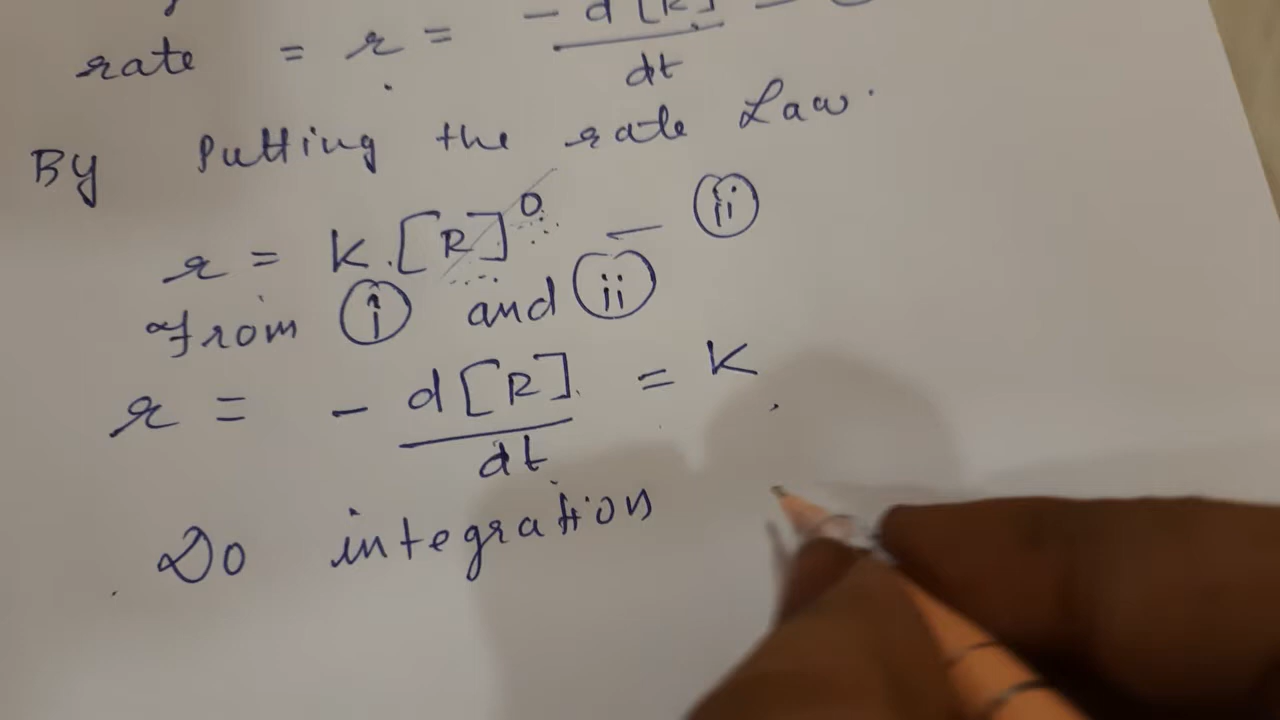 rate = r = - d[R]
dt
By Putting the rate Law.
r = K.[R]⁰ — (ii)
From (i) and (ii)
r = - d[R] = K
dt
Do integration